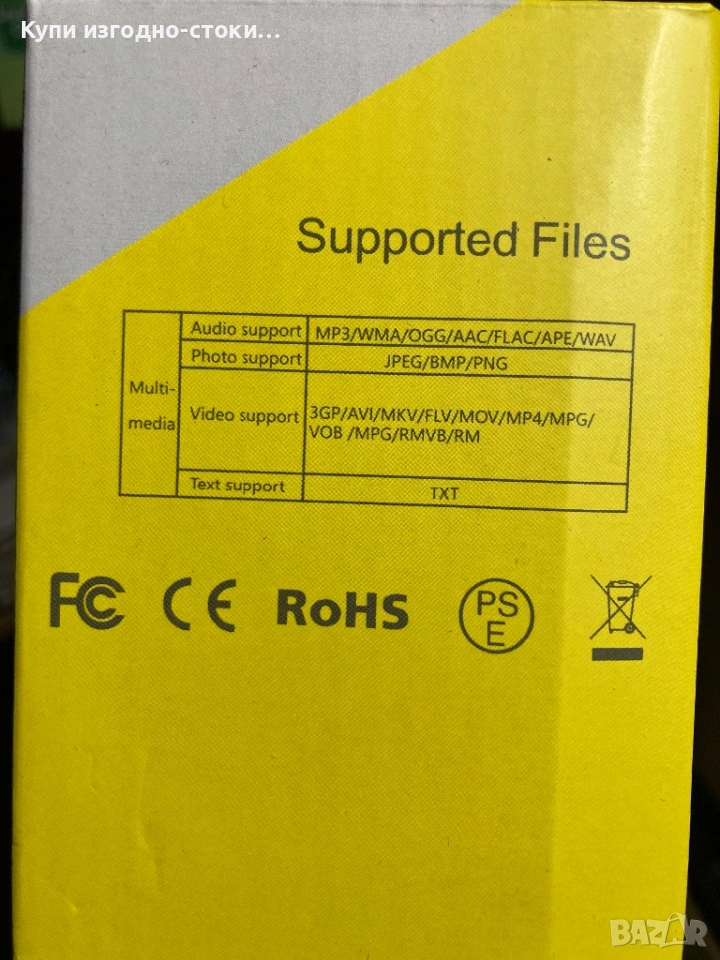 Купи изгодно-стоки...
Supported Files
Multi-media
Audio support MP3/WMA/OGG/AAC/FLAC/APE/WAV
Photo support JPEG/BMP/PNG
Video support 3GP/AVI/MKV/FLV/MOV/MP4/MPG/
VOB /MPG/RMVB/RM
Text support TXT
FC CE RoHS PS
E
BAZAR